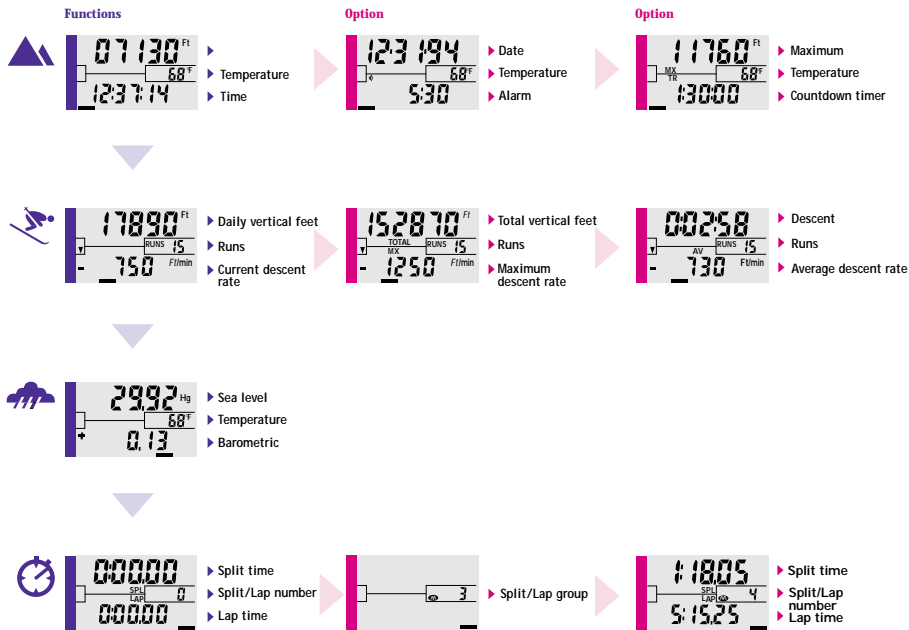 Functions
Option
Option
07130 Ft
68°F
12:37:14
Temperature
Time
12.31.94
68°F
5:30
Date
Temperature
Alarm
11760 Ft
MX
TR
68°F
1:30:00
Maximum
Temperature
Countdown timer
17890 Ft
RUNS 15
- 750 Ft/min
Daily vertical feet
Runs
Current descent
rate
152870 Ft
TOTAL
MX
RUNS 15
- 1250 Ft/min
Total vertical feet
Runs
Maximum
descent rate
0:02:58
AV
RUNS 15
- 730 Ft/min
Descent
Runs
Average descent rate
29.92 Hg
68°F
+ 0.13
Sea level
Temperature
Barometric
0:00.00
SPL
LAP
0
0:00.00
Split time
Split/Lap number
Lap time
3
Split/Lap group
1:18.05
SPL
LAP
4
5:15.25
Split time
Split/Lap
number
Lap time